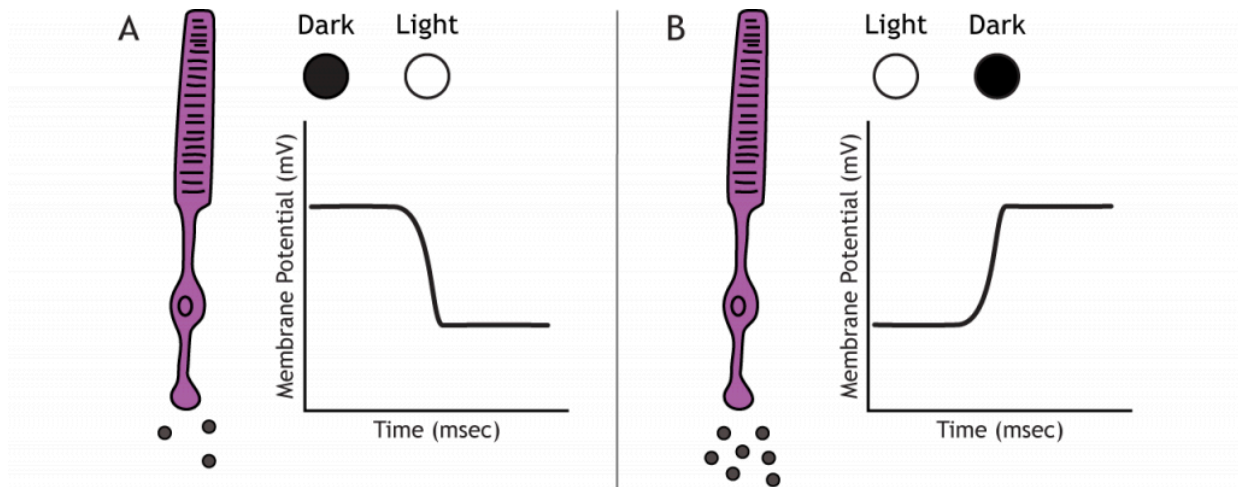 A
Dark Light
Membrane Potential (mV)
Time (msec)
B
Light Dark
Membrane Potential (mV)
Time (msec)